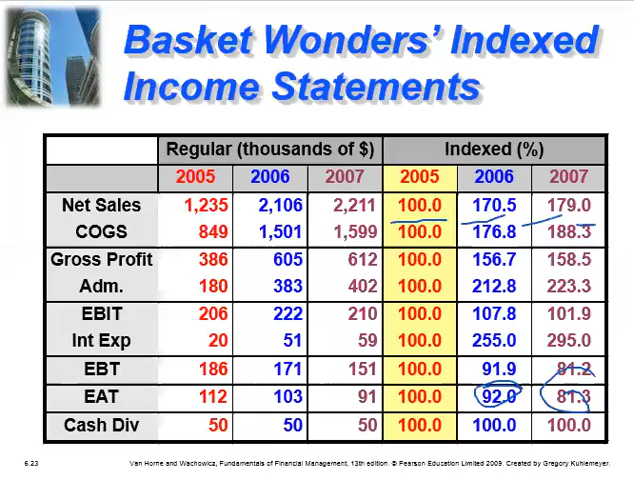 Basket Wonders' Indexed
Income Statements
Regular (thousands of $) Indexed (%)
2005 2006 2007 2005 2006 2007
Net Sales 1,235 2,106 2,211 100.0 170.5 179.0
COGS 849 1,501 1,599 100.0 176.8 188.3
Gross Profit 386 605 612 100.0 156.7 158.5
Adm. 180 383 402 100.0 212.8 223.3
EBIT 206 222 210 100.0 107.8 101.9
Int Exp 20 51 59 100.0 255.0 295.0
EBT 186 171 151 100.0 91.9 81.2
EAT 112 103 91 100.0 92.0 81.3
Cash Div 50 50 50 100.0 100.0 100.0
6.23 Van Horne and Wachowicz, Fundamentals of Financial Management, 13th edition. © Pearson Education Limited 2009. Created by Gregory Kuhlemeyer.